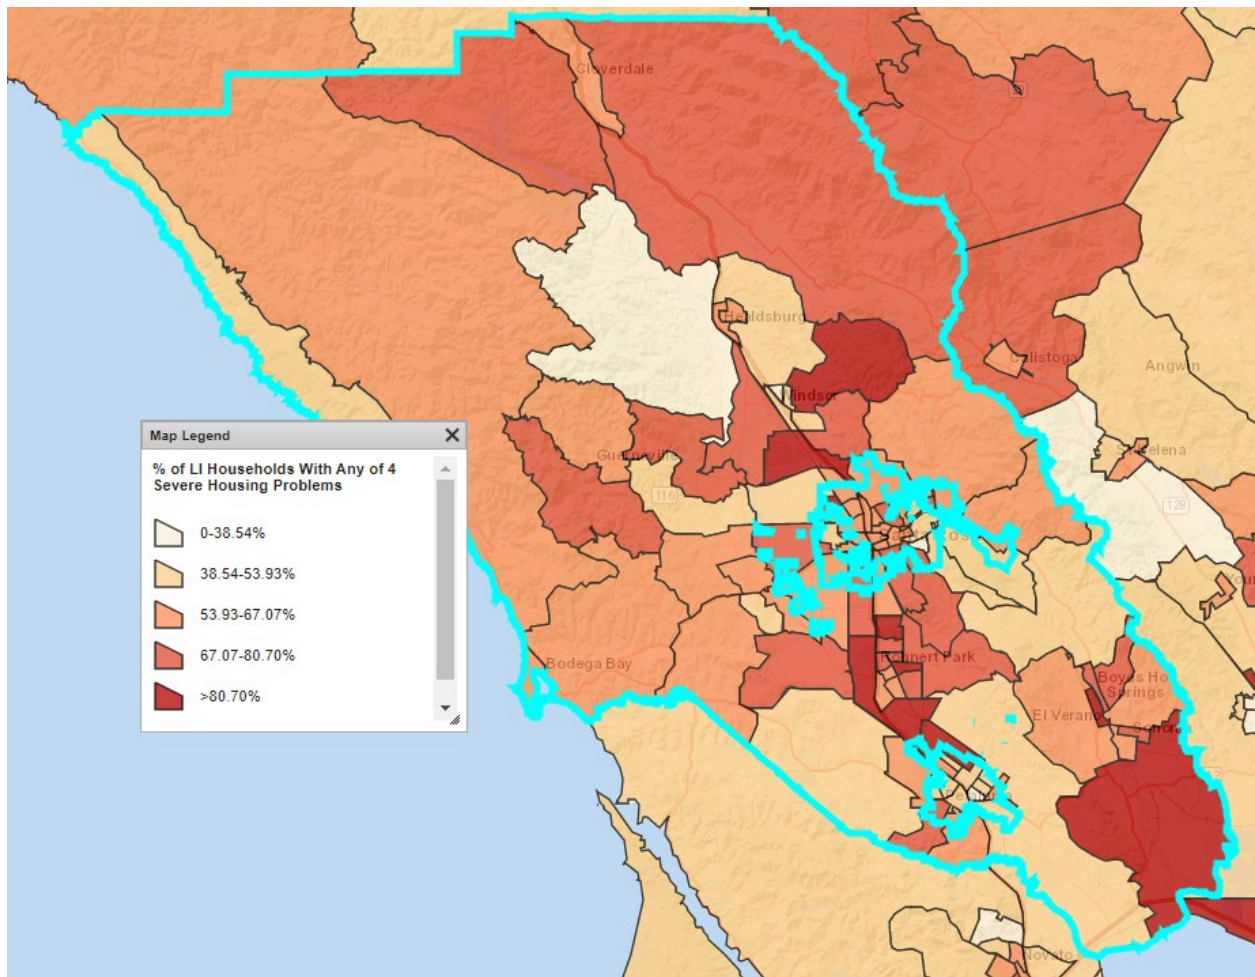 Cloverdale
Healdsburg
Calistoga
Angwin
Windsor
Map Legend
% of LI Households With Any of 4
Severe Housing Problems
0-38.54%
38.54-53.93%
53.93-67.07%
67.07-80.70%
>80.70%
Guerneville
116
128
Bodega Bay
Rohnert Park
Springs
El Verano
Novato